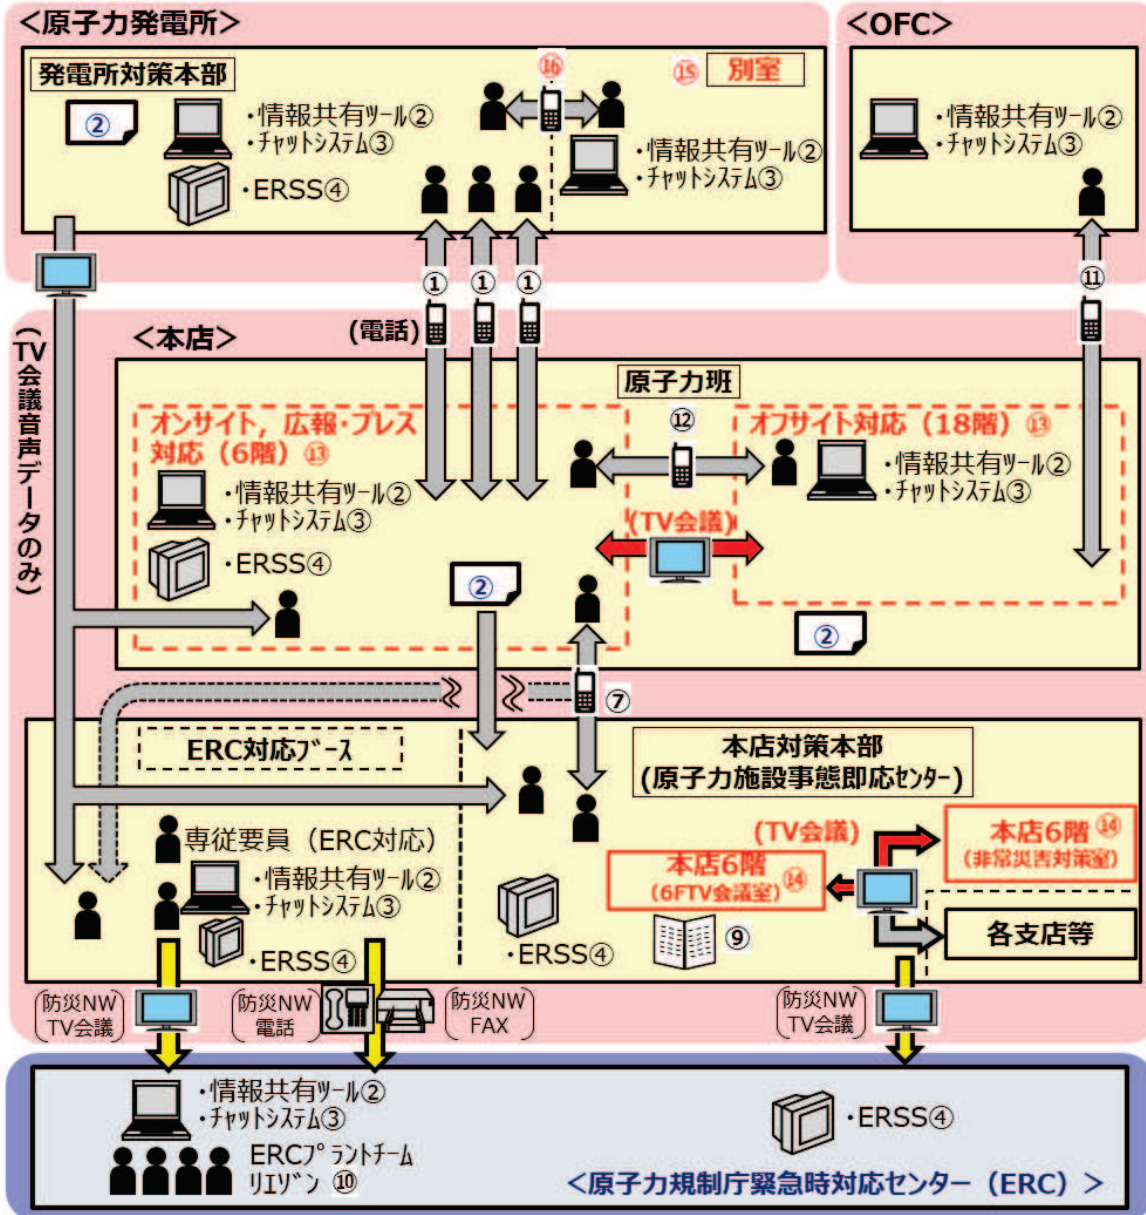 ＜原子力発電所＞
発電所対策本部
②
・情報共有ﾂｰﾙ②
・ﾁｬｯﾄｼｽﾃﾑ③
・ERSS④
⑯
⑮ 別室
・情報共有ﾂｰﾙ②
・ﾁｬｯﾄｼｽﾃﾑ③
＜OFC＞
・情報共有ﾂｰﾙ②
・ﾁｬｯﾄｼｽﾃﾑ③
① ① ①
⑪
(TV会議音声データのみ)
＜本店＞
(電話)
原子力班
オンサイト，広報・プレス
対応（6階）⑬
・情報共有ﾂｰﾙ②
・ﾁｬｯﾄｼｽﾃﾑ③
・ERSS④
⑫
オフサイト対応（18階）⑬
・情報共有ﾂｰﾙ②
・ﾁｬｯﾄｼｽﾃﾑ③
(TV会議)
②
②
⑦
ERC対応ﾌﾞｰｽ
専従要員（ERC対応）
・情報共有ﾂｰﾙ②
・ﾁｬｯﾄｼｽﾃﾑ③
・ERSS④
本店対策本部
(原子力施設事態即応ｾﾝﾀｰ)
・ERSS④
(TV会議)
本店6階⑭
(6FTV会議室)
本店6階⑭
(非常災害対策室)
⑨
各支店等
防災NW
TV会議
防災NW
電話
防災NW
FAX
防災NW
TV会議
・情報共有ﾂｰﾙ②
・ﾁｬｯﾄｼｽﾃﾑ③
ERCﾌﾟﾗﾝﾄﾁｰﾑ
ﾘｴｿﾞﾝ ⑩
・ERSS④
＜原子力規制庁緊急時対応センター（ERC）＞